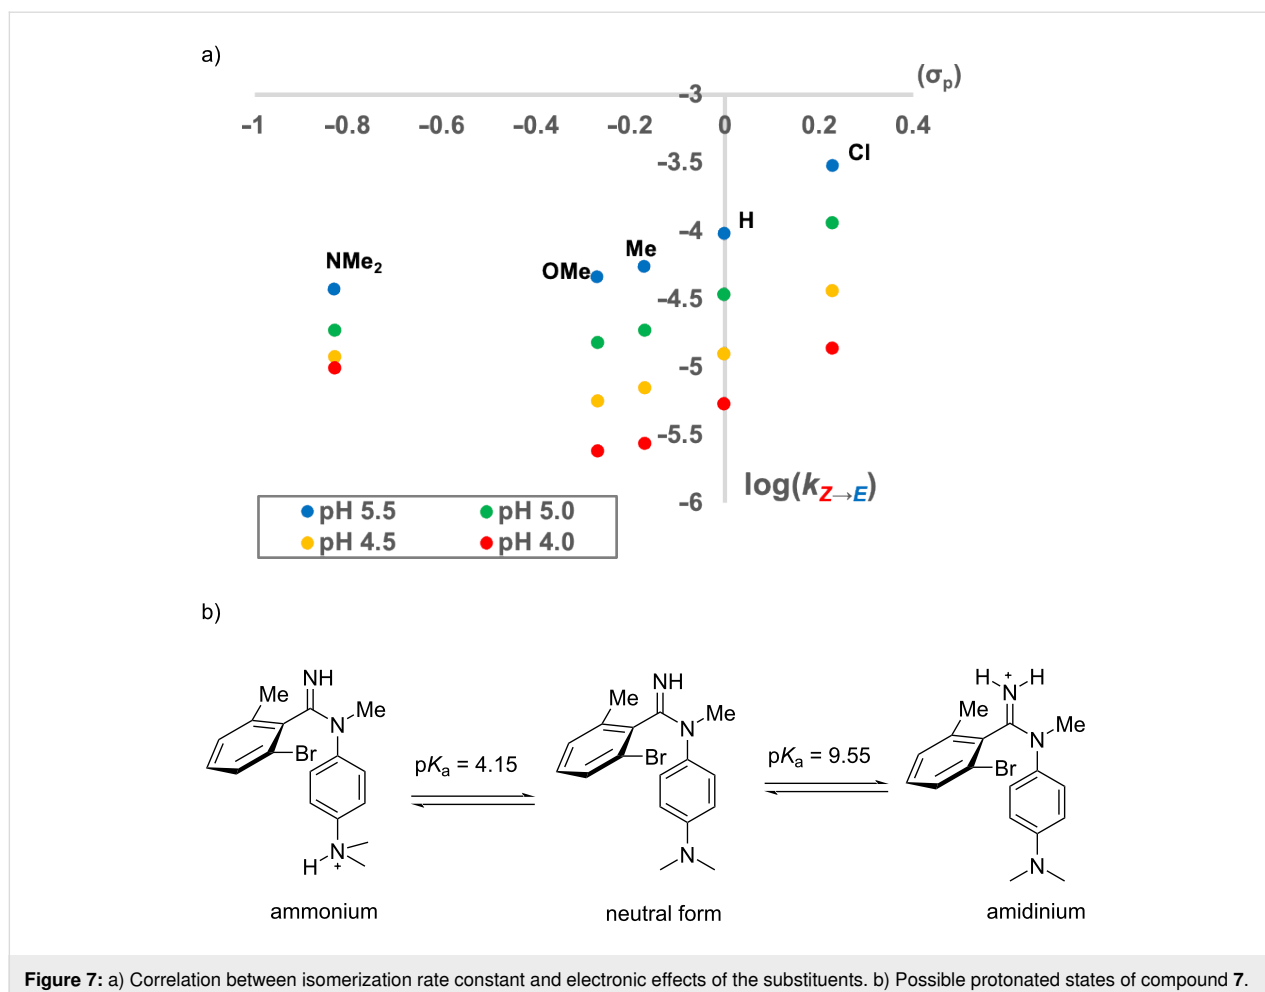 a)
(σp)
-3
-1 -0.8 -0.6 -0.4 -0.2 0 0.2 0.4
Cl
-3.5
H
-4
Me
NMe2
OMe
-4.5
-5
-5.5
log(kZ→E)
-6
pH 5.5 pH 5.0
pH 4.5 pH 4.0
b)
NH
Me
N Me
Br
H N +
ammonium
pKa = 4.15
NH
Me
N Me
Br
N
neutral form
pKa = 9.55
H + H
N
Me
N Me
Br
N
amidinium
Figure 7: a) Correlation between isomerization rate constant and electronic effects of the substituents. b) Possible protonated states of compound 7.